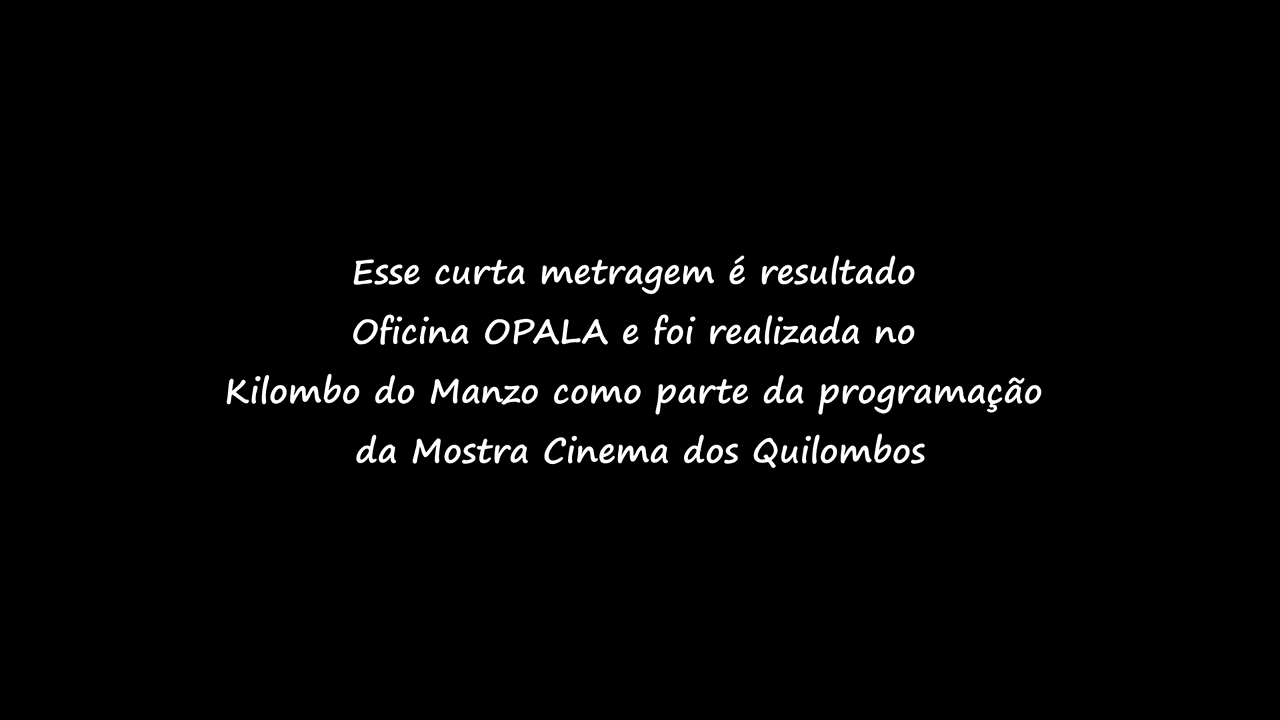 Esse curta metragem é resultado
Oficina OPALA e foi realizada no
Kilombo do Manzo como parte da programação
da Mostra Cinema dos Quilombos